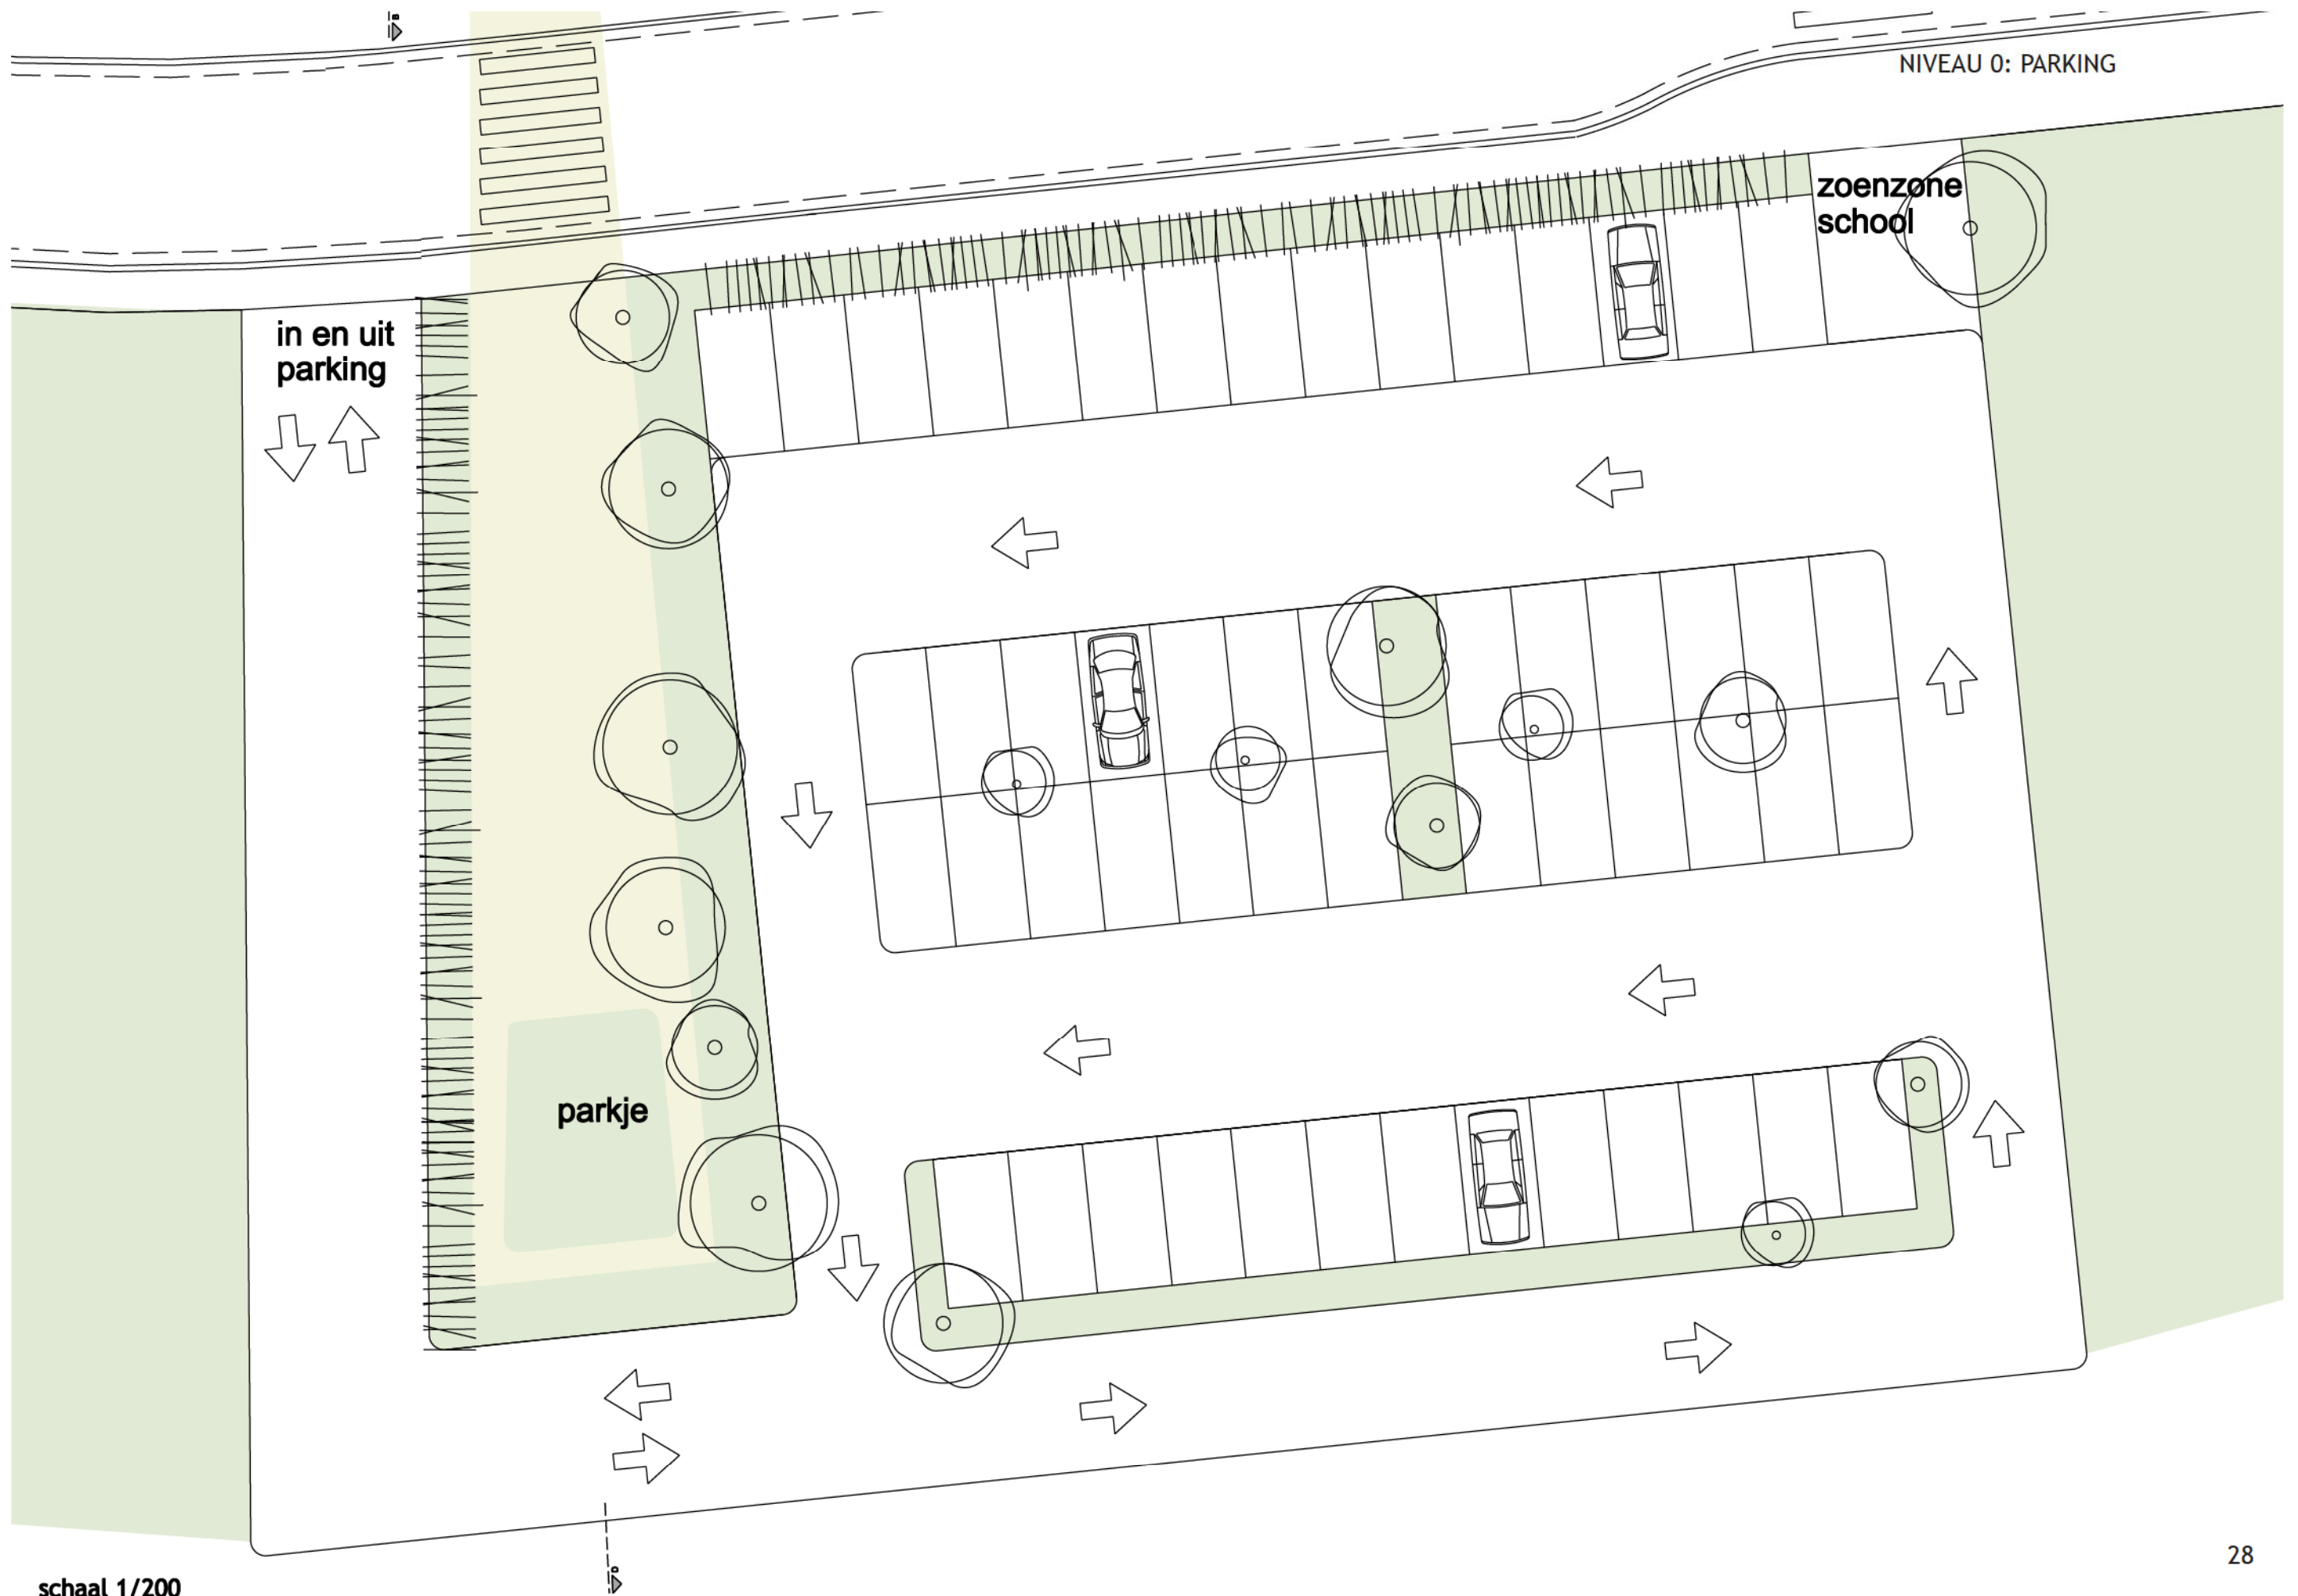 B
NIVEAU 0: PARKING
zoenzone
school
in en uit
parking
parkje
28
schaal 1/200